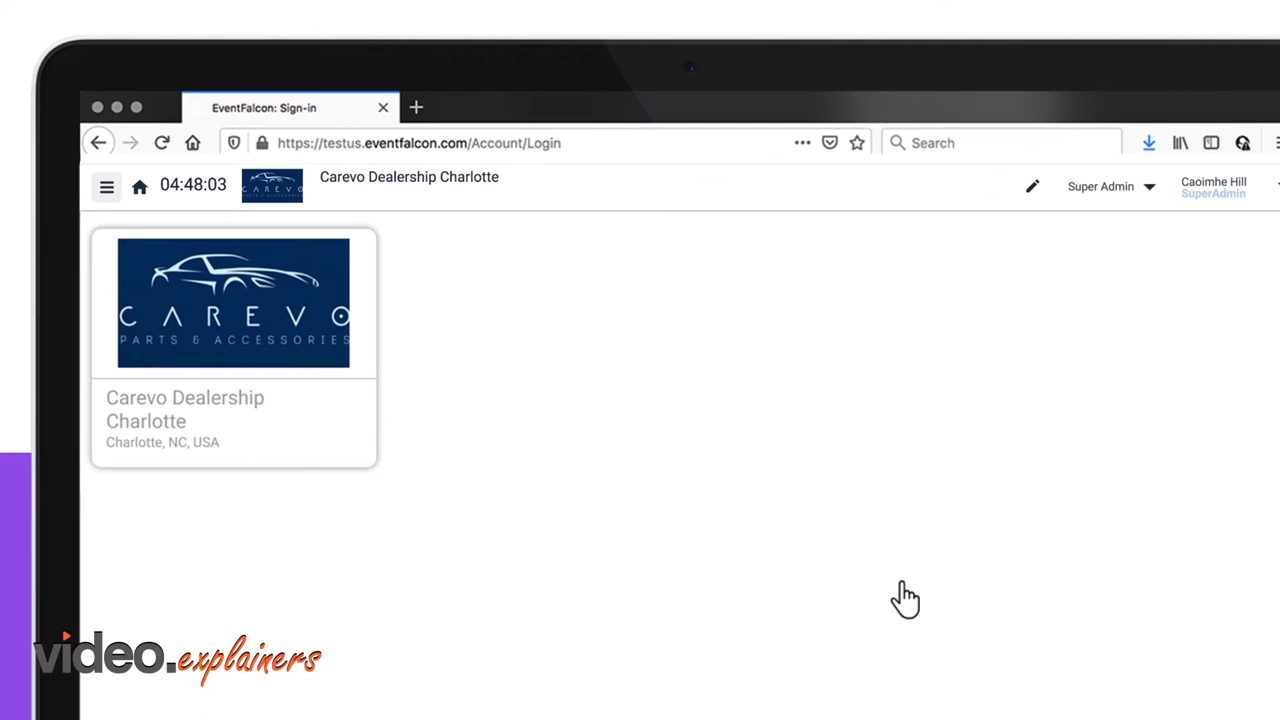 EventFalcon: Sign-in
https://testus.eventfalcon.com/Account/Login
Search
04:48:03
CAREVO
Carevo Dealership Charlotte
Super Admin
Caoimhe Hill
SuperAdmin
CAREVO
PARTS & ACCESSORIES
Carevo Dealership
Charlotte
Charlotte, NC, USA
video.explainers